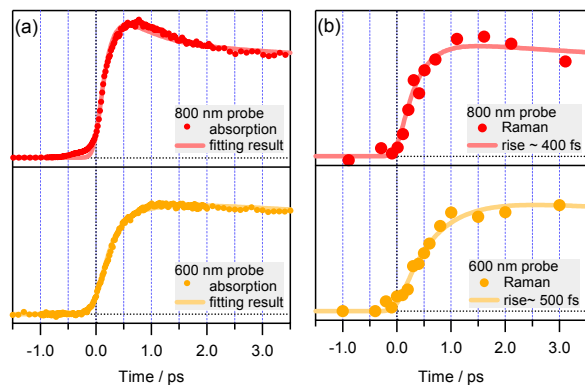 (a)
800 nm probe
absorption
fitting result
600 nm probe
absorption
fitting result
-1.0 0.0 1.0 2.0 3.0
Time / ps
(b)
800 nm probe
Raman
rise ~ 400 fs
600 nm probe
Raman
rise~ 500 fs
-1.0 0.0 1.0 2.0 3.0
Time / ps